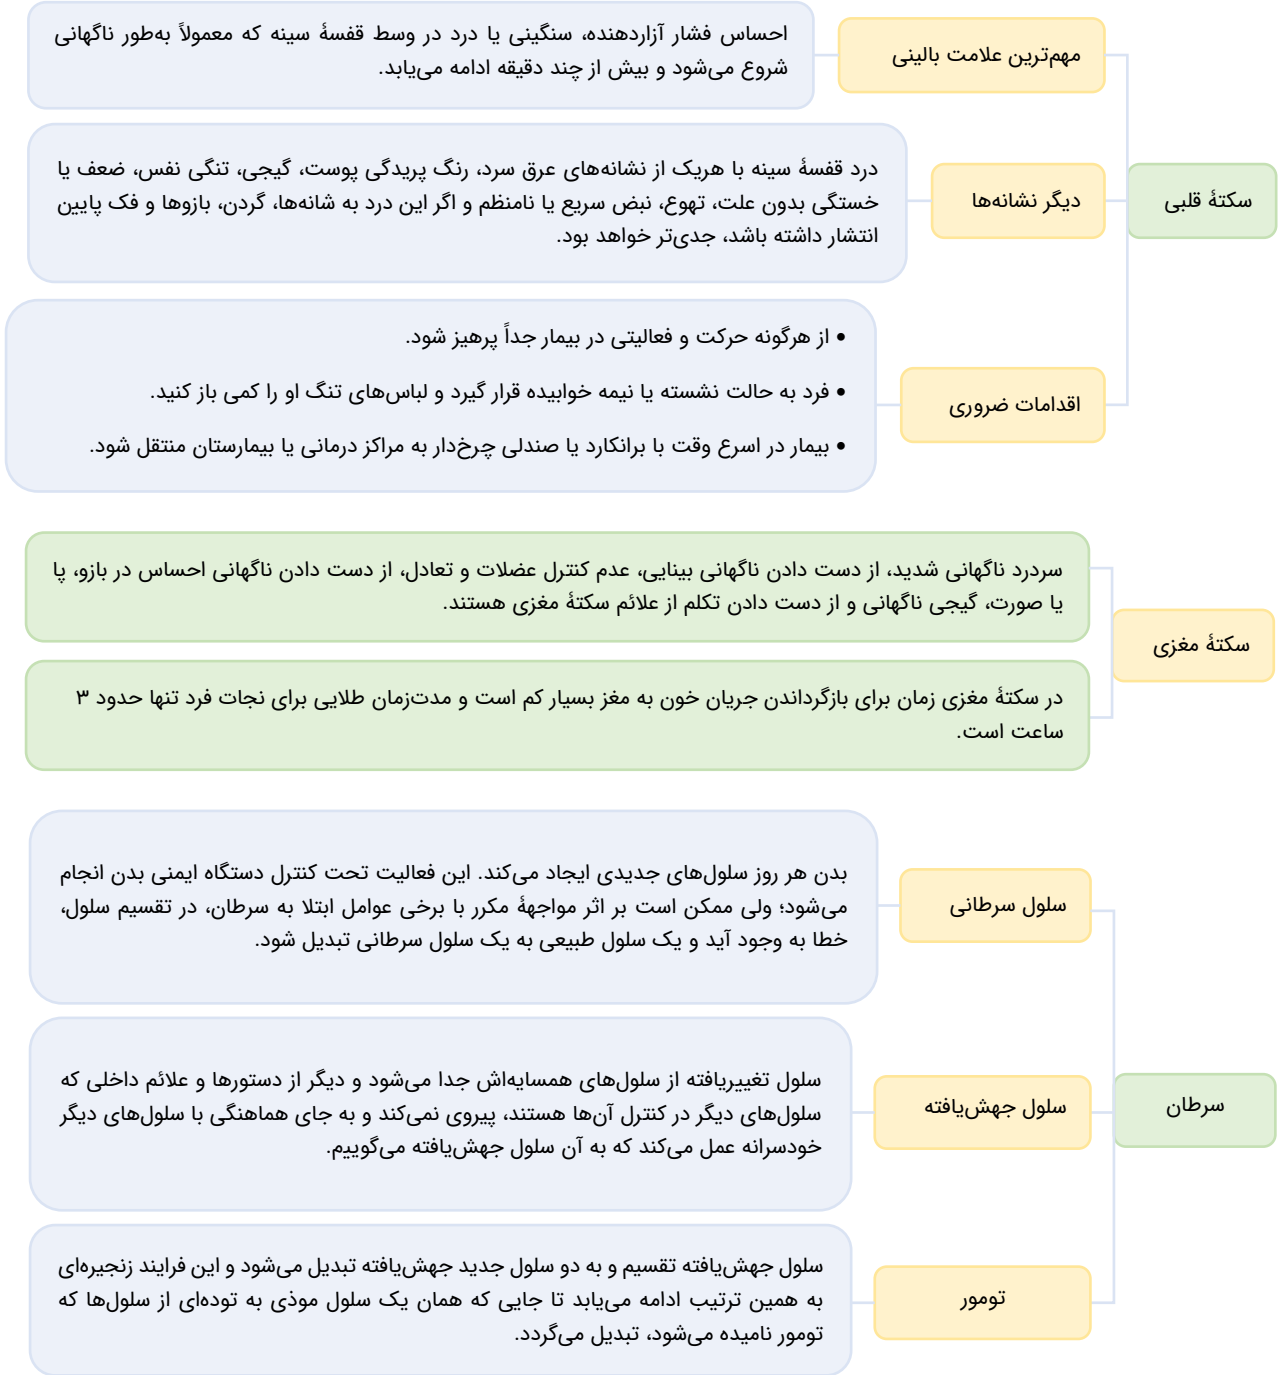 سکتهٔ قلبی
مهم‌ترین علامت بالینی
احساس فشار آزاردهنده، سنگینی یا درد در وسط قفسهٔ سینه که معمولاً به‌طور ناگهانی
شروع می‌شود و بیش از چند دقیقه ادامه می‌یابد.
دیگر نشانه‌ها
درد قفسهٔ سینه با هریک از نشانه‌های عرق سرد، رنگ پریدگی پوست، گیجی، تنگی نفس، ضعف یا
خستگی بدون علت، تهوع، نبض سریع یا نامنظم و اگر این درد به شانه‌ها، گردن، بازوها و فک پایین
انتشار داشته باشد، جدی‌تر خواهد بود.
اقدامات ضروری
• از هرگونه حرکت و فعالیتی در بیمار جداً پرهیز شود.
• فرد به حالت نشسته یا نیمه خوابیده قرار گیرد و لباس‌های تنگ او را کمی باز کنید.
• بیمار در اسرع وقت با برانکارد یا صندلی چرخ‌دار به مراکز درمانی یا بیمارستان منتقل شود.
سکتهٔ مغزی
سردرد ناگهانی شدید، از دست دادن ناگهانی بینایی، عدم کنترل عضلات و تعادل، از دست دادن ناگهانی احساس در بازو، پا
یا صورت، گیجی ناگهانی و از دست دادن تکلم از علائم سکتهٔ مغزی هستند.
در سکتهٔ مغزی زمان برای بازگرداندن جریان خون به مغز بسیار کم است و مدت‌زمان طلایی برای نجات فرد تنها حدود ۳
ساعت است.
سرطان
سلول سرطانی
بدن هر روز سلول‌های جدیدی ایجاد می‌کند. این فعالیت تحت کنترل دستگاه ایمنی بدن انجام
می‌شود؛ ولی ممکن است بر اثر مواجههٔ مکرر با برخی عوامل ابتلا به سرطان، در تقسیم سلول،
خطا به وجود آید و یک سلول طبیعی به یک سلول سرطانی تبدیل شود.
سلول جهش‌یافته
سلول تغییریافته از سلول‌های همسایه‌اش جدا می‌شود و دیگر از دستورها و علائم داخلی که
سلول‌های دیگر در کنترل آن‌ها هستند، پیروی نمی‌کند و به جای هماهنگی با سلول‌های دیگر
خودسرانه عمل می‌کند که به آن سلول جهش‌یافته می‌گوییم.
تومور
سلول جهش‌یافته تقسیم و به دو سلول جدید جهش‌یافته تبدیل می‌شود و این فرایند زنجیره‌ای
به همین ترتیب ادامه می‌یابد تا جایی که همان یک سلول موذی به توده‌ای از سلول‌ها که
تومور نامیده می‌شود، تبدیل می‌گردد.